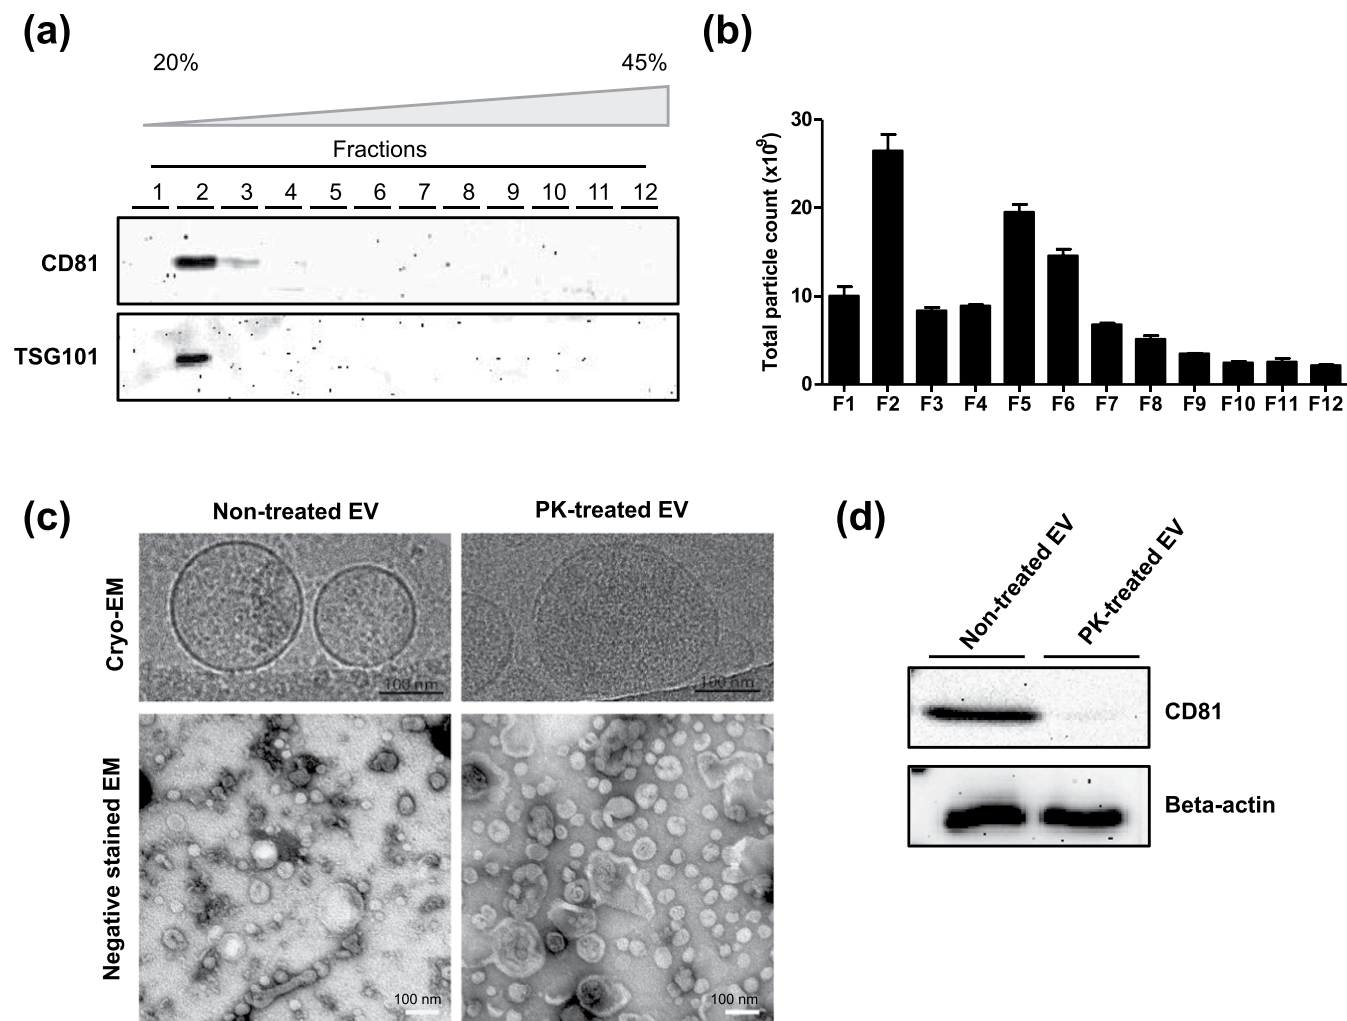 (a)
20% 45%
Fractions
1 2 3 4 5 6 7 8 9 10 11 12
CD81
TSG101
(b)
Total particle count (x10⁹)
30
20
10
0
F1 F2 F3 F4 F5 F6 F7 F8 F9 F10 F11 F12
(c)
Non-treated EV PK-treated EV
Cryo-EM
100 nm 100 nm
Negative stained EM
100 nm 100 nm
(d)
Non-treated EV
PK-treated EV
CD81
Beta-actin